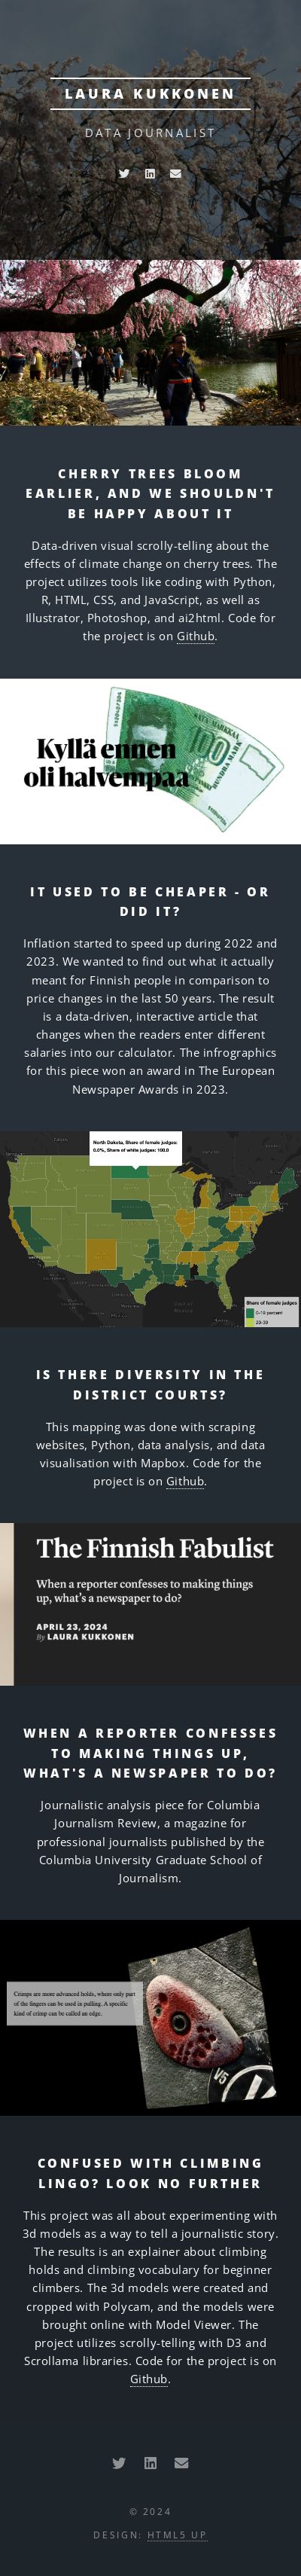 LAURA KUKKONEN
DATA JOURNALIST
CHERRY TREES BLOOM
EARLIER, AND WE SHOULDN'T
BE HAPPY ABOUT IT
Data-driven visual scrolly-telling about the
effects of climate change on cherry trees. The
project utilizes tools like coding with Python,
R, HTML, CSS, and JavaScript, as well as
Illustrator, Photoshop, and ai2html. Code for
the project is on Github.
100
Kyllä ennen
oli halvempaa
IT USED TO BE CHEAPER - OR
DID IT?
Inflation started to speed up during 2022 and
2023. We wanted to find out what it actually
meant for Finnish people in comparison to
price changes in the last 50 years. The result
is a data-driven, interactive article that
changes when the readers enter different
salaries into our calculator. The infographics
for this piece won an award in The European
Newspaper Awards in 2023.
North Dakota, Share of female judges:
0.0%, Share of white judges: 100.0
Share of female judges
0-19 percent
20-39
IS THERE DIVERSITY IN THE
DISTRICT COURTS?
This mapping was done with scraping
websites, Python, data analysis, and data
visualisation with Mapbox. Code for the
project is on Github.
The Finnish Fabulist
When a reporter confesses to making things
up, what's a newspaper to do?
APRIL 23, 2024
By LAURA KUKKONEN
WHEN A REPORTER CONFESSES
TO MAKING THINGS UP,
WHAT'S A NEWSPAPER TO DO?
Journalistic analysis piece for Columbia
Journalism Review, a magazine for
professional journalists published by the
Columbia University Graduate School of
Journalism.
Crimps are more advanced holds, where only part
of the fingers can be used in pulling. A specific
kind of crimp can be called an edge.
CONFUSED WITH CLIMBING
LINGO? LOOK NO FURTHER
This project was all about experimenting with
3d models as a way to tell a journalistic story.
The results is an explainer about climbing
holds and climbing vocabulary for beginner
climbers. The 3d models were created and
cropped with Polycam, and the models were
brought online with Model Viewer. The
project utilizes scrolly-telling with D3 and
Scrollama libraries. Code for the project is on
Github.
© 2024
DESIGN: HTML5 UP